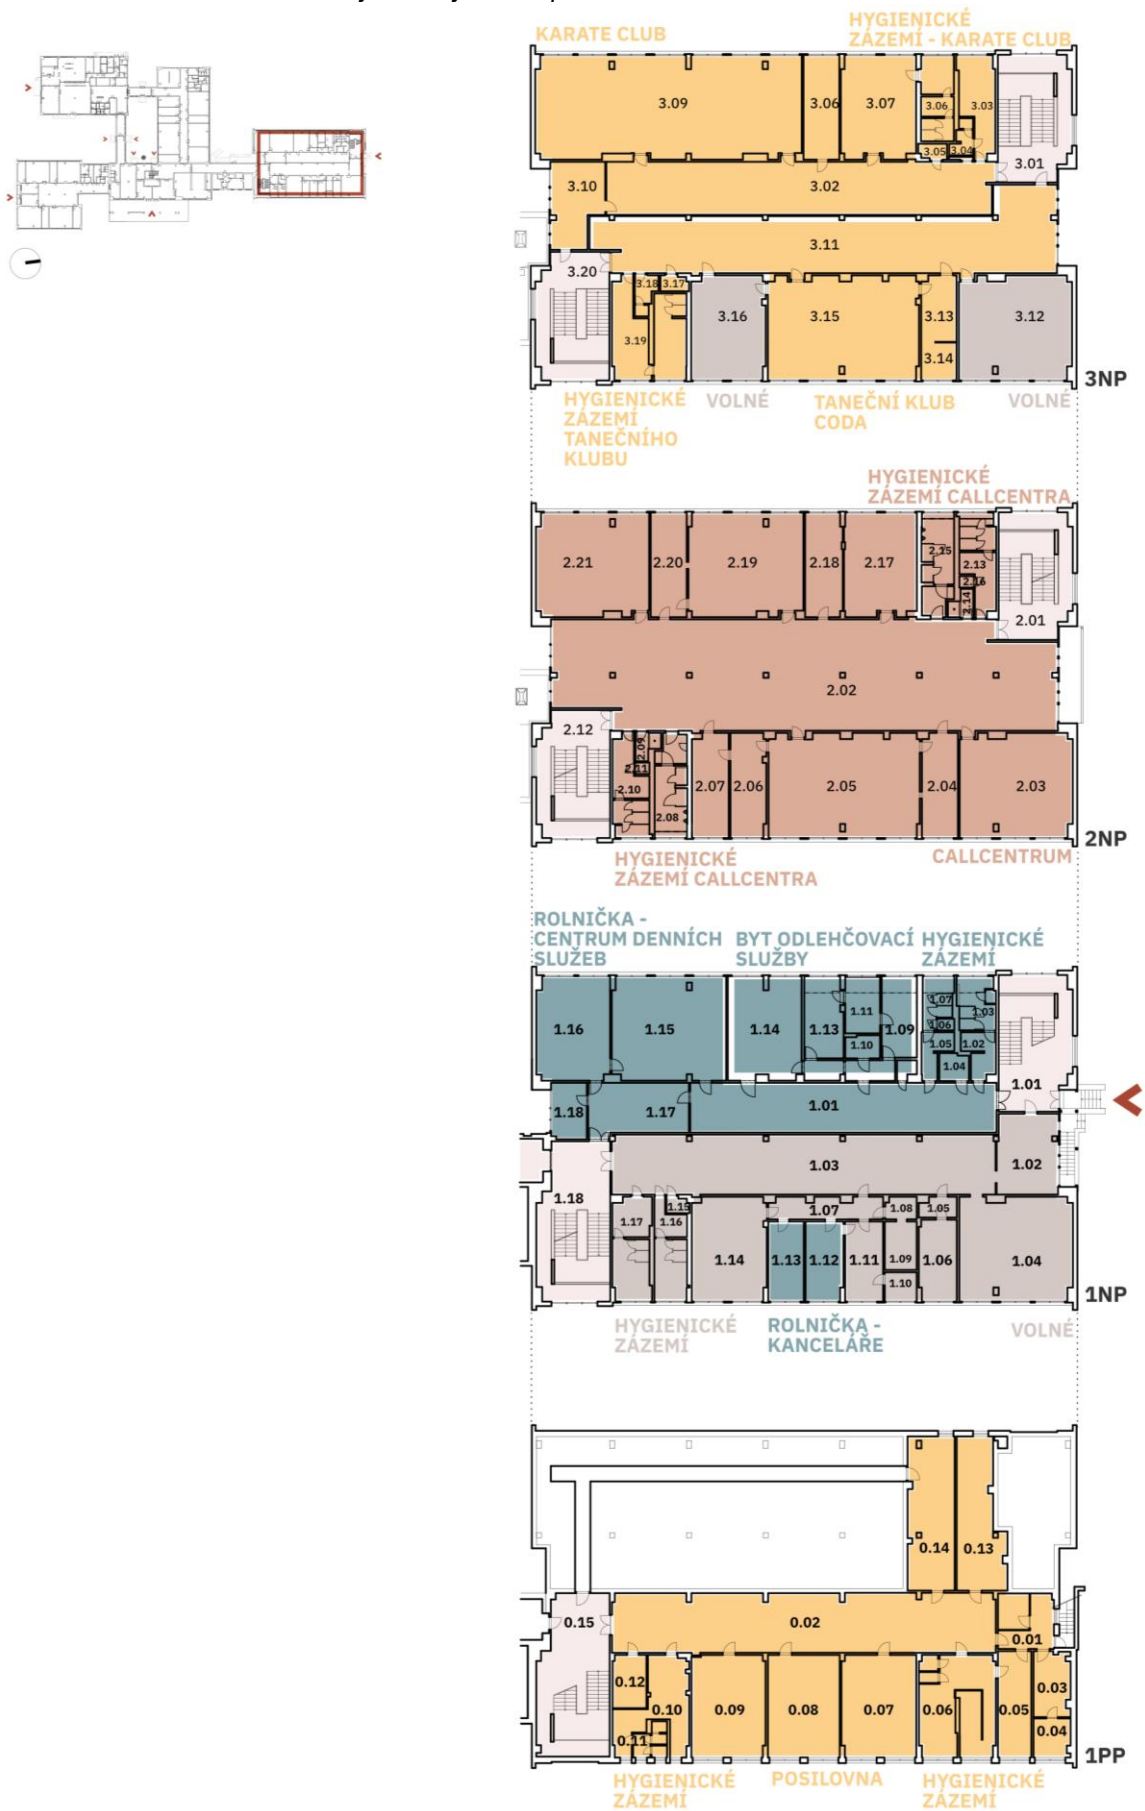 KARATE CLUB
HYGIENICKÉ
ZÁZEMÍ - KARATE CLUB
3.09
3.06
3.07
3.06
3.03
3.05
3.04
3.01
3.10
3.02
3.11
3.20
3.18
3.17
3.16
3.15
3.13
3.12
3.19
3.14
3NP
HYGIENICKÉ
ZÁZEMÍ
TANEČNÍHO
KLUBU
VOLNÉ
TANEČNÍ KLUB
CODA
VOLNÉ
HYGIENICKÉ
ZÁZEMÍ CALLCENTRA
2.21
2.20
2.19
2.18
2.17
2.15
2.13
2.16
2.14
2.01
2.02
2.12
2.09
2.11
2.10
2.08
2.07
2.06
2.05
2.04
2.03
2NP
HYGIENICKÉ
ZÁZEMÍ CALLCENTRA
CALLCENTRUM
ROLNIČKA -
CENTRUM DENNÍCH
SLUŽEB
BYT ODLEHČOVACÍ
SLUŽBY
HYGIENICKÉ
ZÁZEMÍ
1.16
1.15
1.14
1.13
1.11
1.10
1.09
1.07
1.03
1.06
1.05
1.02
1.04
1.01
1.18
1.17
1.01
1.03
1.02
1.18
1.17
1.15
1.16
1.14
1.07
1.08
1.05
1.13
1.12
1.11
1.09
1.10
1.06
1.04
1NP
HYGIENICKÉ
ZÁZEMÍ
ROLNIČKA -
KANCELÁŘE
VOLNÉ
0.14
0.13
0.15
0.02
0.01
0.12
0.10
0.11
0.09
0.08
0.07
0.06
0.05
0.03
0.04
1PP
HYGIENICKÉ
ZÁZEMÍ
POSILOVNA
HYGIENICKÉ
ZÁZEMÍ